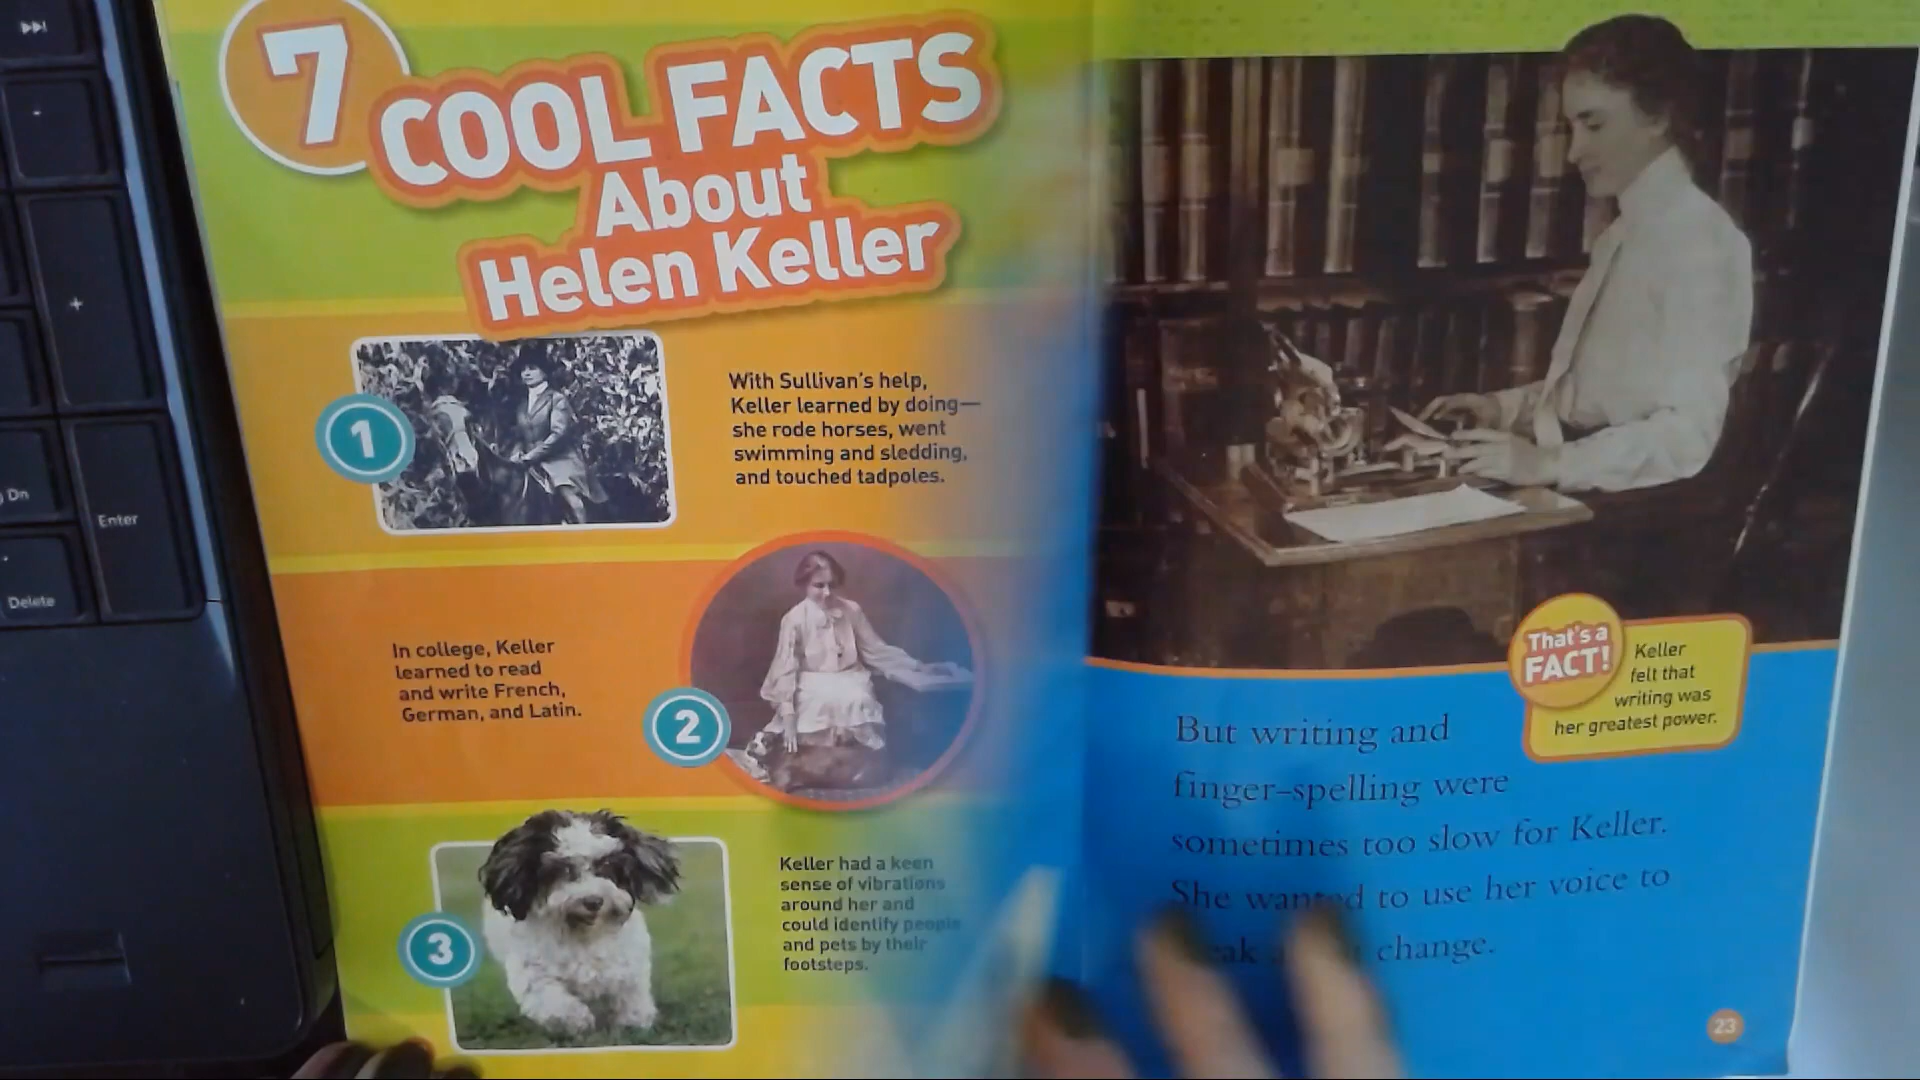 7
COOL FACTS
About
Helen Keller
1
With Sullivan's help,
Keller learned by doing—
she rode horses, went
swimming and sledding,
and touched tadpoles.
In college, Keller
learned to read
and write French,
German, and Latin.
2
3
Keller had a keen
sense of vibrations
around her and
could identify people
and pets by their
footsteps.
That's a
FACT!
Keller
felt that
writing was
her greatest power.
But writing and
finger-spelling were
sometimes too slow for Keller.
She wanted to use her voice to
change.
23
+
Dn
Enter
Delete